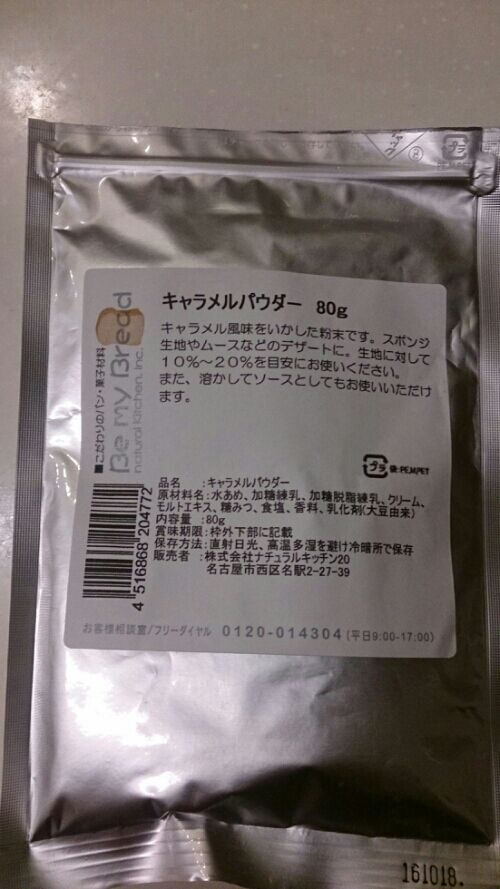 プラ
キャラメルパウダー 80g
キャラメル風味をいかした粉末です。スポンジ
生地やムースなどのデザートに。生地に対して
10%～20%を目安にお使いください。
また、溶かしてソースとしてもお使いいただけ
ます。
■こだわりのパン・菓子材料
Be my Bread
natural Kitchen, Inc.
プラ 袋:PE,M,PET
品名 :キャラメルパウダー
原材料名:水あめ、加糖練乳、加糖脱脂練乳、クリーム、
モルトエキス、糖みつ、食塩、香料、乳化剤(大豆由来)
内容量 :80g
賞味期限:枠外下部に記載
保存方法:直射日光、高温多湿を避け冷暗所で保存
販売者 :株式会社ナチュラルキッチン20
名古屋市西区名駅2-27-39
4 516868 204772
お客様相談室/フリーダイヤル 0120-014304 (平日9:00-17:00)
161018.